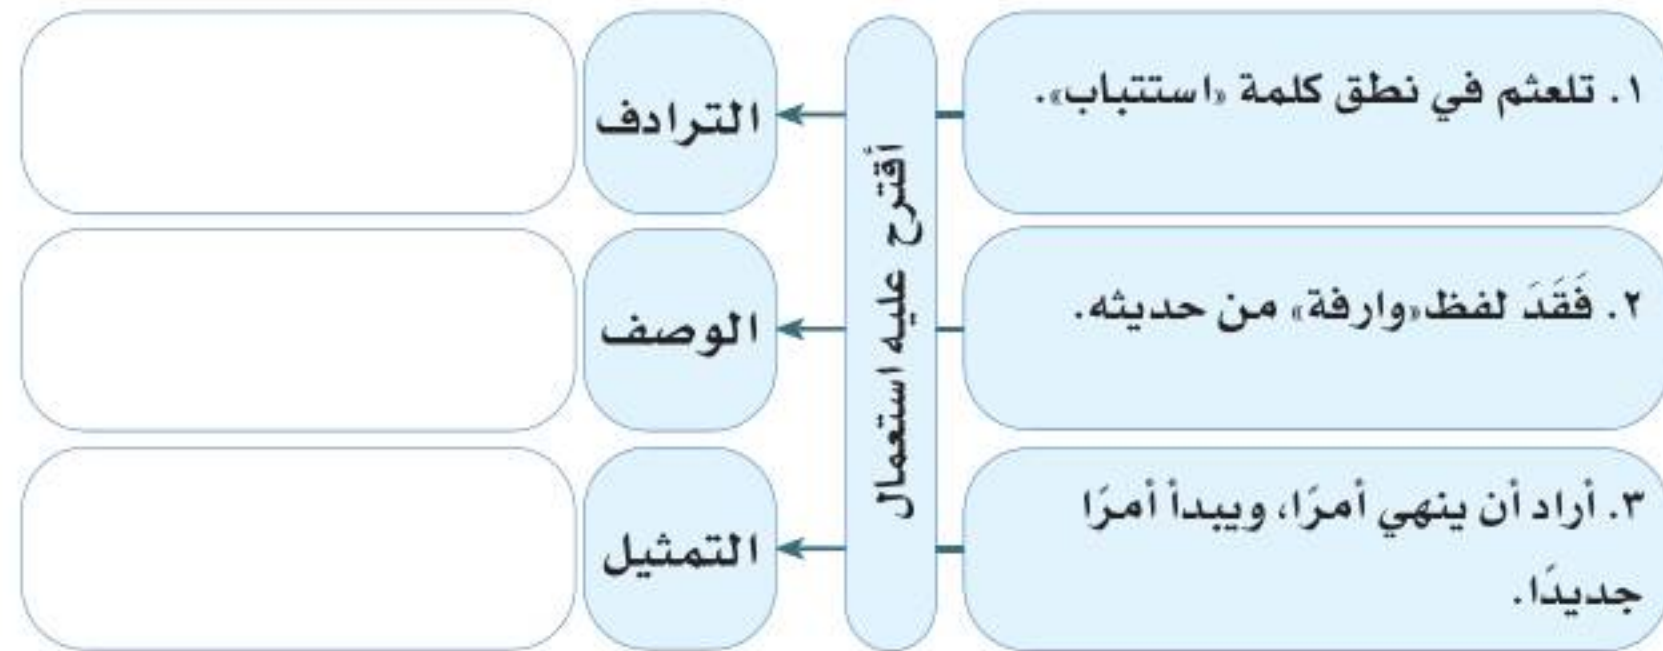 ١. تلعثم في نطق كلمة «استتباب».
أقترح عليه استعمال
الترادف
٢. فَقَدَ لفظ «وارفة» من حديثه.
الوصف
٣. أراد أن ينهي أمرًا، ويبدأ أمرًا
جديدًا.
التمثيل